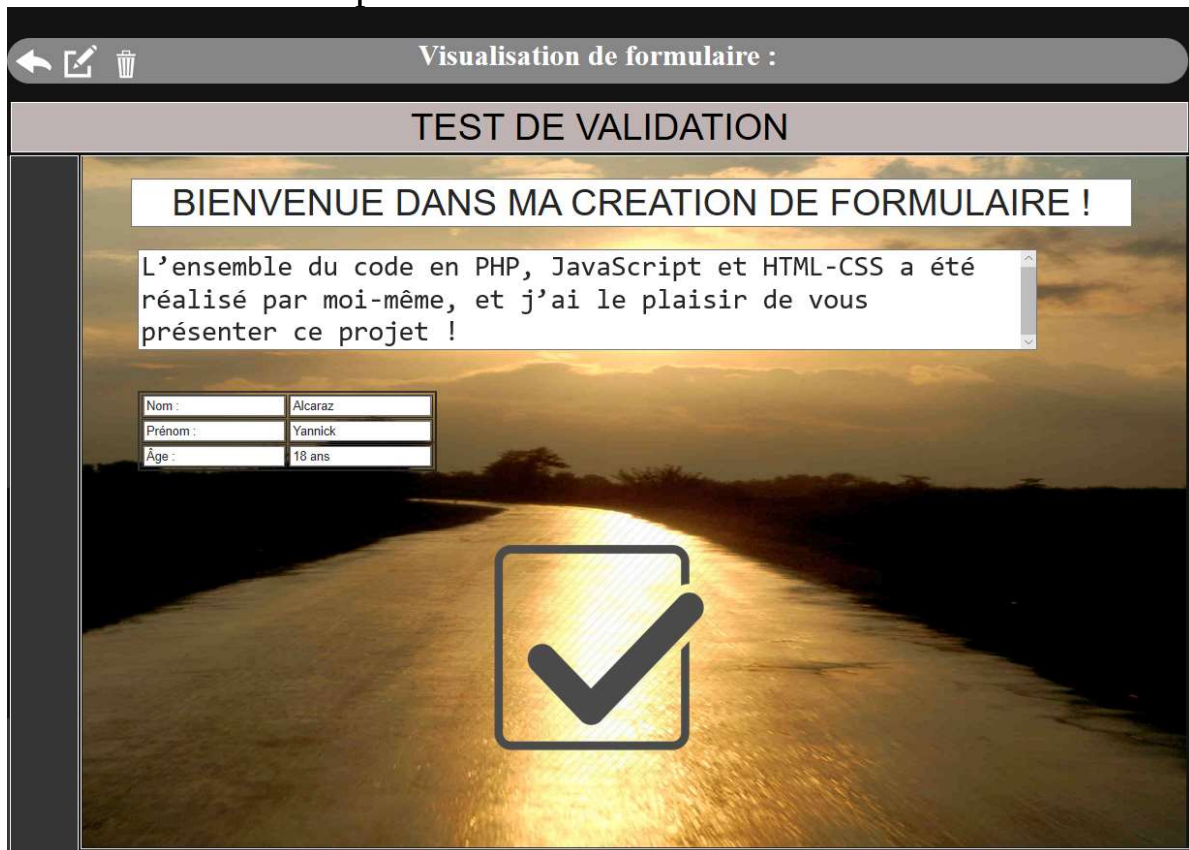 Visualisation de formulaire :
TEST DE VALIDATION
BIENVENUE DANS MA CREATION DE FORMULAIRE !
L’ensemble du code en PHP, JavaScript et HTML-CSS a été
réalisé par moi-même, et j’ai le plaisir de vous
présenter ce projet !
Nom : Alcaraz
Prénom : Yannick
Âge : 18 ans